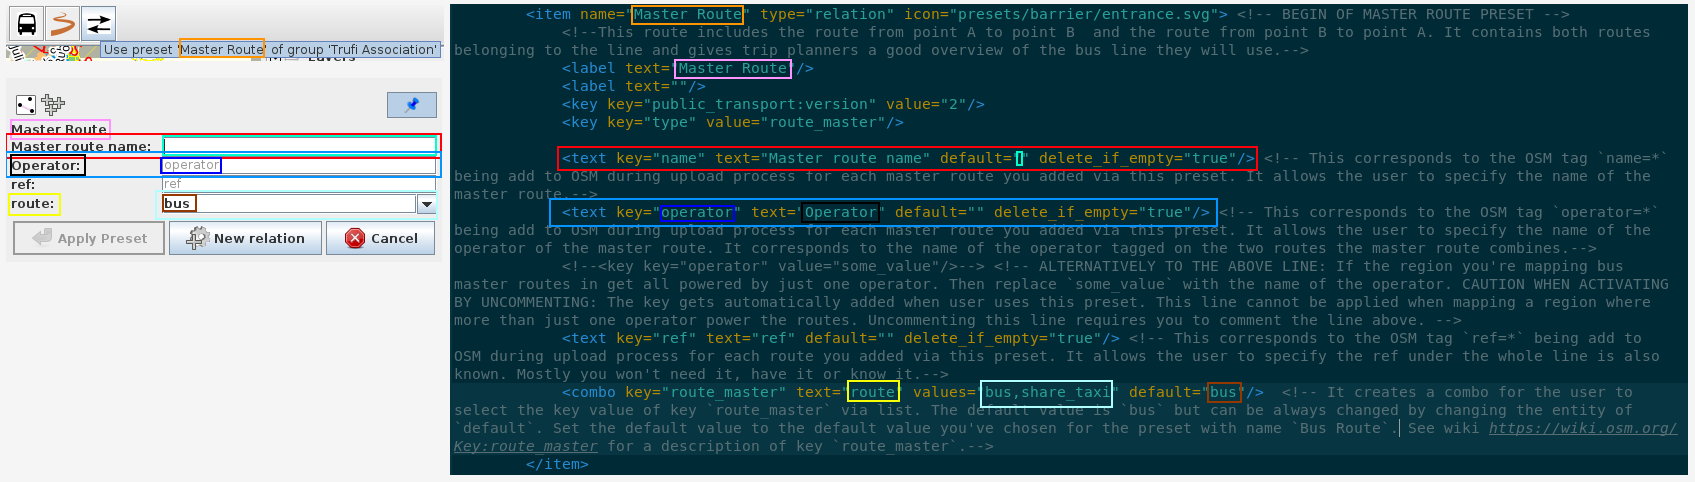 Use preset 'Master Route' of group 'Trufi Association'
Layers
Master Route
Master route name:
Operator: operator
ref: ref
route: bus
Apply Preset New relation Cancel
<item name="Master Route" type="relation" icon="presets/barrier/entrance.svg"> <!-- BEGIN OF MASTER ROUTE PRESET -->
<!--This route includes the route from point A to point B  and the route from point B to point A. It contains both routes
belonging to the line and gives trip planners a good overview of the bus line they will use.-->
<label text="Master Route"/>
<label text=""/>
<key key="public_transport:version" value="2"/>
<key key="type" value="route_master"/>
<text key="name" text="Master route name" default="" delete_if_empty="true"/> <!-- This corresponds to the OSM tag `name=*`
being add to OSM during upload process for each master route you added via this preset. It allows the user to specify the name of the
master route.-->
<text key="operator" text="Operator" default="" delete_if_empty="true"/> <!-- This corresponds to the OSM tag `operator=*`
being add to OSM during upload process for each master route you added via this preset. It allows the user to specify the name of the
operator of the master route. It corresponds to the name of the operator tagged on the two routes the master route combines.-->
<!--<key key="operator" value="some_value"/>--> <!-- ALTERNATIVELY TO THE ABOVE LINE: If the region you're mapping bus
master routes in get all powered by just one operator. Then replace `some_value` with the name of the operator. CAUTION WHEN ACTIVATING
BY UNCOMMENTING: The key gets automatically added when user uses this preset. This line cannot be applied when mapping a region where
more than just one operator power the routes. Uncommenting this line requires you to comment the line above. -->
<text key="ref" text="ref" default="" delete_if_empty="true"/> <!-- This corresponds to the OSM tag `ref=*` being add to
OSM during upload process for each route you added via this preset. It allows the user to specify the ref under the whole line is also
known. Mostly you won't need it, have it or know it.-->
<combo key="route_master" text="route" values="bus,share_taxi" default="bus"/>  <!-- It creates a combo for the user to
select the key value of key `route_master` via list. The default value is `bus` but can be always changed by changing the entity of
`default`. Set the default value to the default value you've chosen for the preset with name `Bus Route`. See wiki https://wiki.osm.org/
Key:route_master for a description of key `route_master`.-->
</item>